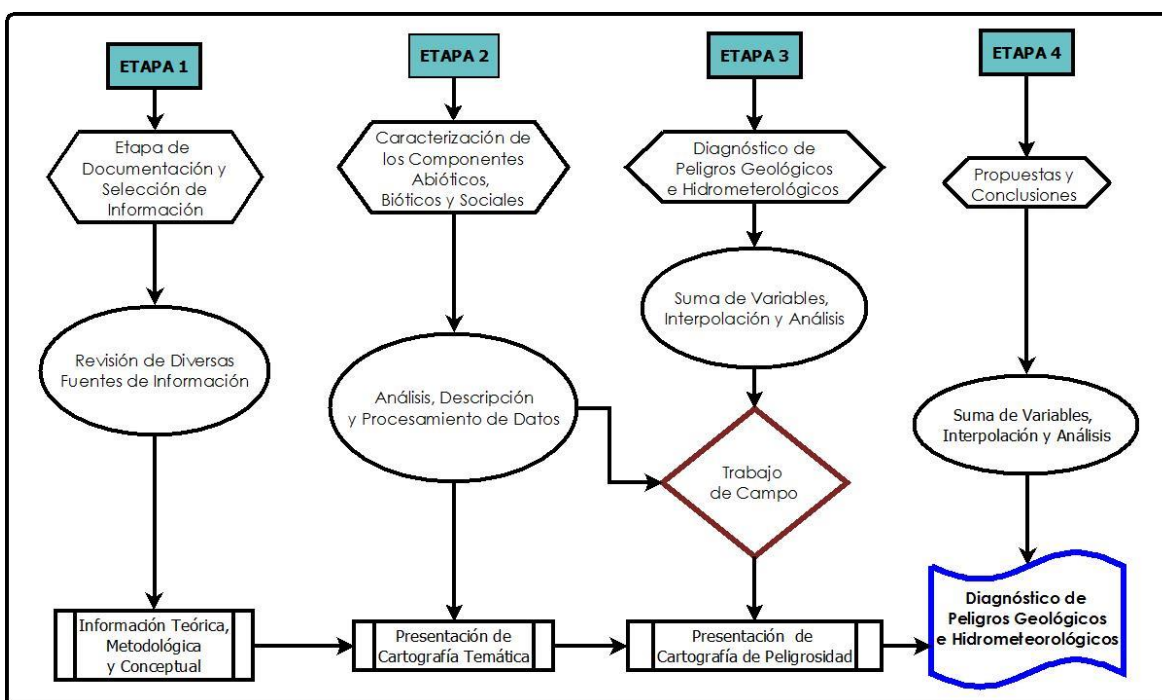 ETAPA 1
Etapa de
Documentación y
Selección de
Información
Revisión de Diversas
Fuentes de Información
Información Teórica,
Metodológica
y Conceptual
ETAPA 2
Caracterización de
los Componentes
Abióticos,
Bióticos y Sociales
Análisis, Descripción
y Procesamiento de Datos
Presentación de
Cartografía Temática
ETAPA 3
Diagnóstico de
Peligros Geológicos
e Hidrometerológicos
Suma de Variables,
Interpolación y Análisis
Trabajo
de Campo
Presentación de
Cartografía de Peligrosidad
ETAPA 4
Propuestas y
Conclusiones
Suma de Variables,
Interpolación y Análisis
Diagnóstico de
Peligros Geológicos
e Hidrometeorológicos